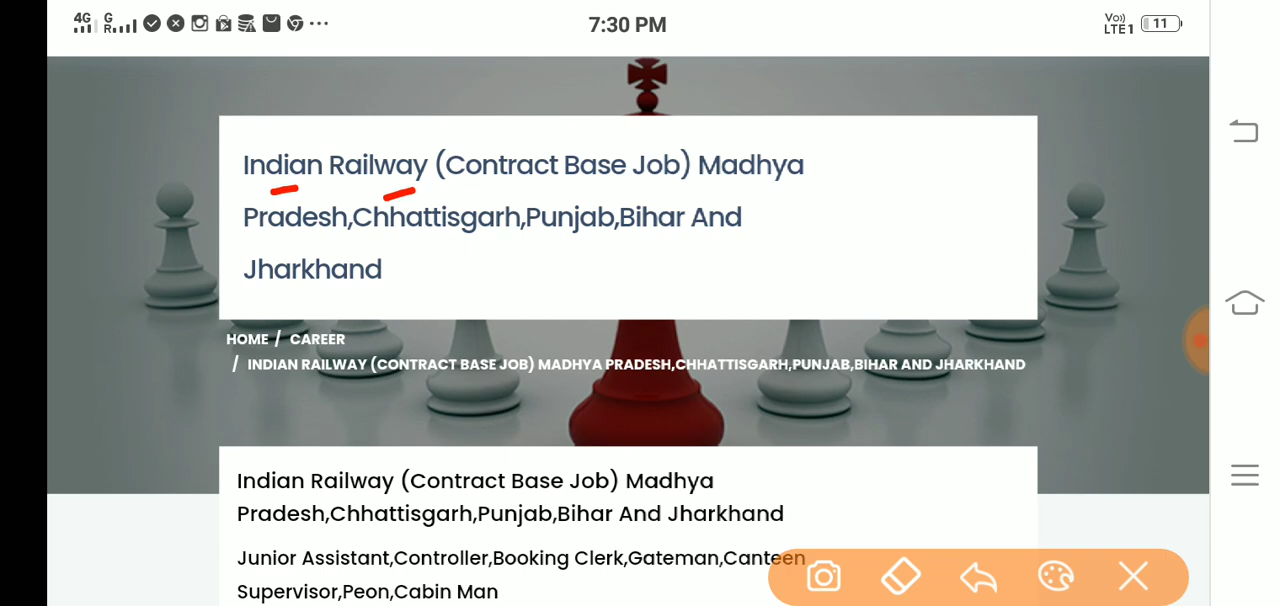 4G G R 7:30 PM Vo)) LTE 1 11
Indian Railway (Contract Base Job) Madhya
Pradesh,Chhattisgarh,Punjab,Bihar And
Jharkhand
HOME / CAREER
/ INDIAN RAILWAY (CONTRACT BASE JOB) MADHYA PRADESH,CHHATTISGARH,PUNJAB,BIHAR AND JHARKHAND
Indian Railway (Contract Base Job) Madhya
Pradesh,Chhattisgarh,Punjab,Bihar And Jharkhand
Junior Assistant,Controller,Booking Clerk,Gateman,Canteen
Supervisor,Peon,Cabin Man